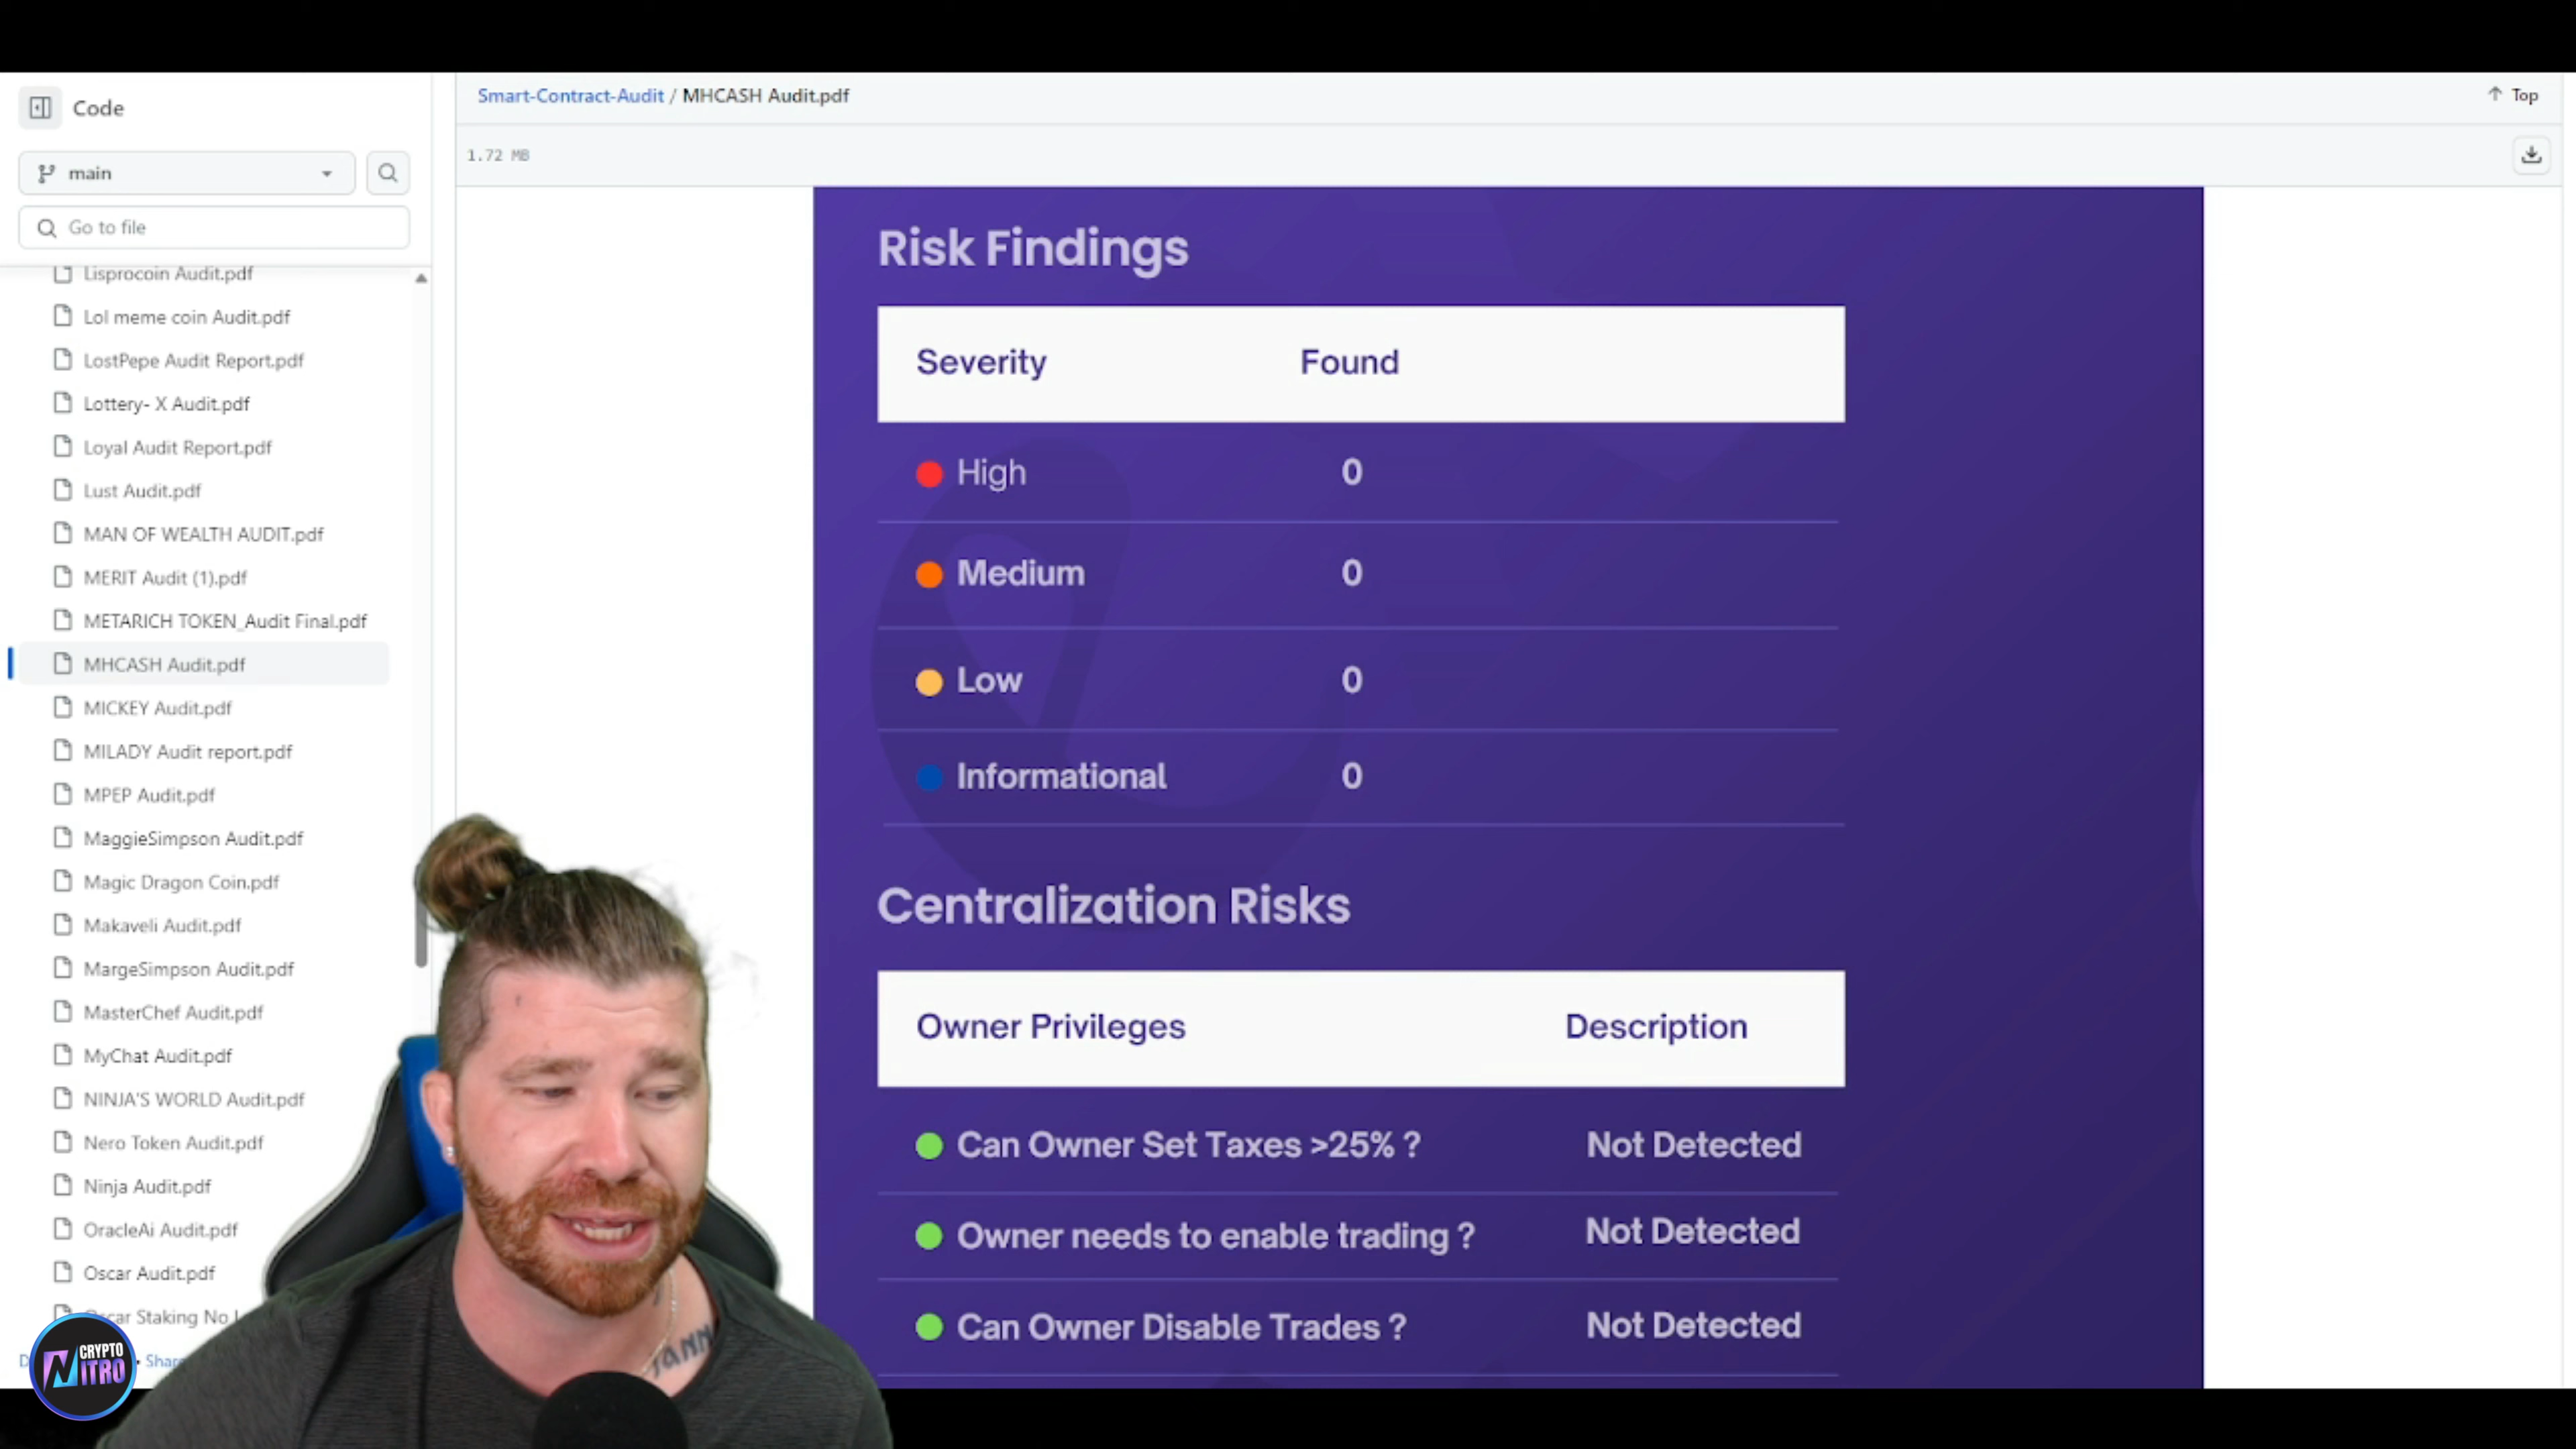 Code
main
Go to file
Lisprocoin Audit.pdf
Lol meme coin Audit.pdf
LostPepe Audit Report.pdf
Lottery- X Audit.pdf
Loyal Audit Report.pdf
Lust Audit.pdf
MAN OF WEALTH AUDIT.pdf
MERIT Audit (1).pdf
METARICH TOKEN_Audit Final.pdf
MHCASH Audit.pdf
MICKEY Audit.pdf
MILADY Audit report.pdf
MPEP Audit.pdf
MaggieSimpson Audit.pdf
Magic Dragon Coin.pdf
Makaveli Audit.pdf
MargeSimpson Audit.pdf
MasterChef Audit.pdf
MyChat Audit.pdf
NINJA'S WORLD Audit.pdf
Nero Token Audit.pdf
Ninja Audit.pdf
OracleAi Audit.pdf
Oscar Audit.pdf
Staking No
CRYPTO
NITRO
Smart-Contract-Audit / MHCASH Audit.pdf
Top
1.72 MB
Risk Findings
Severity Found
High 0
Medium 0
Low 0
Informational 0
Centralization Risks
Owner Privileges Description
Can Owner Set Taxes >25% ? Not Detected
Owner needs to enable trading ? Not Detected
Can Owner Disable Trades ? Not Detected